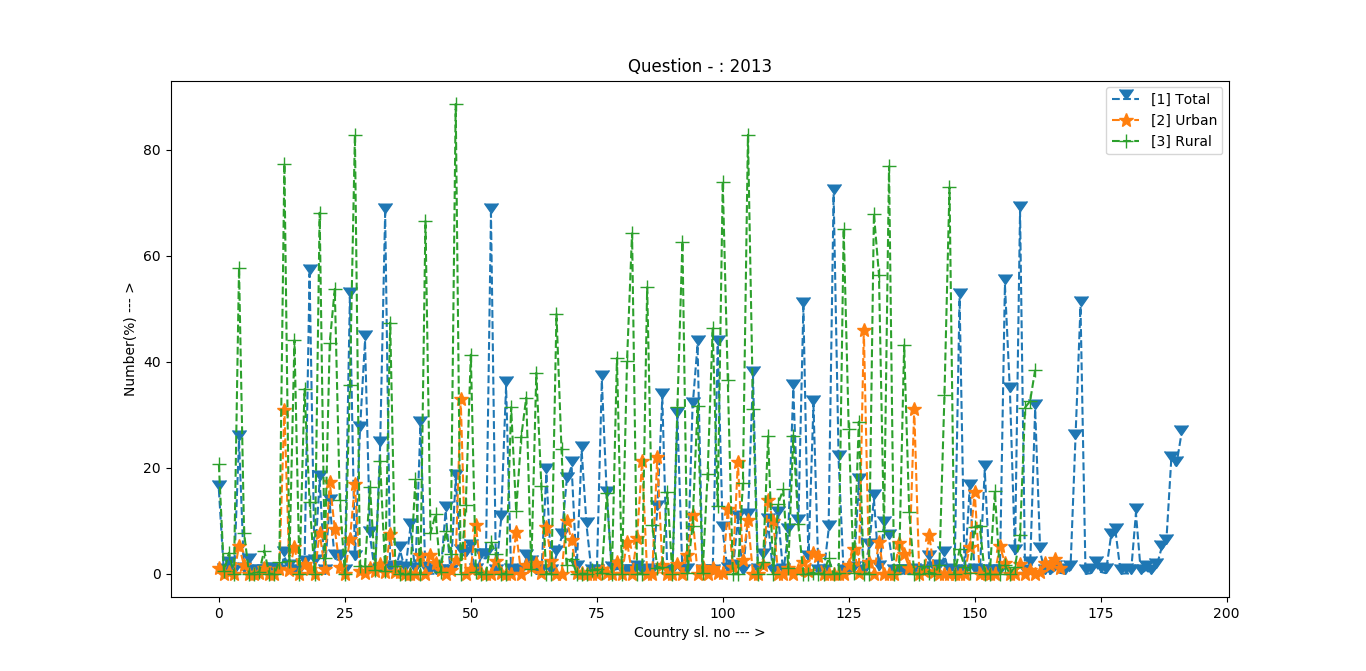 Question - : 2013
[1] Total
[2] Urban
[3] Rural
Number(%) --- >
80
60
40
20
0
0 25 50 75 100 125 150 175 200
Country sl. no --- >